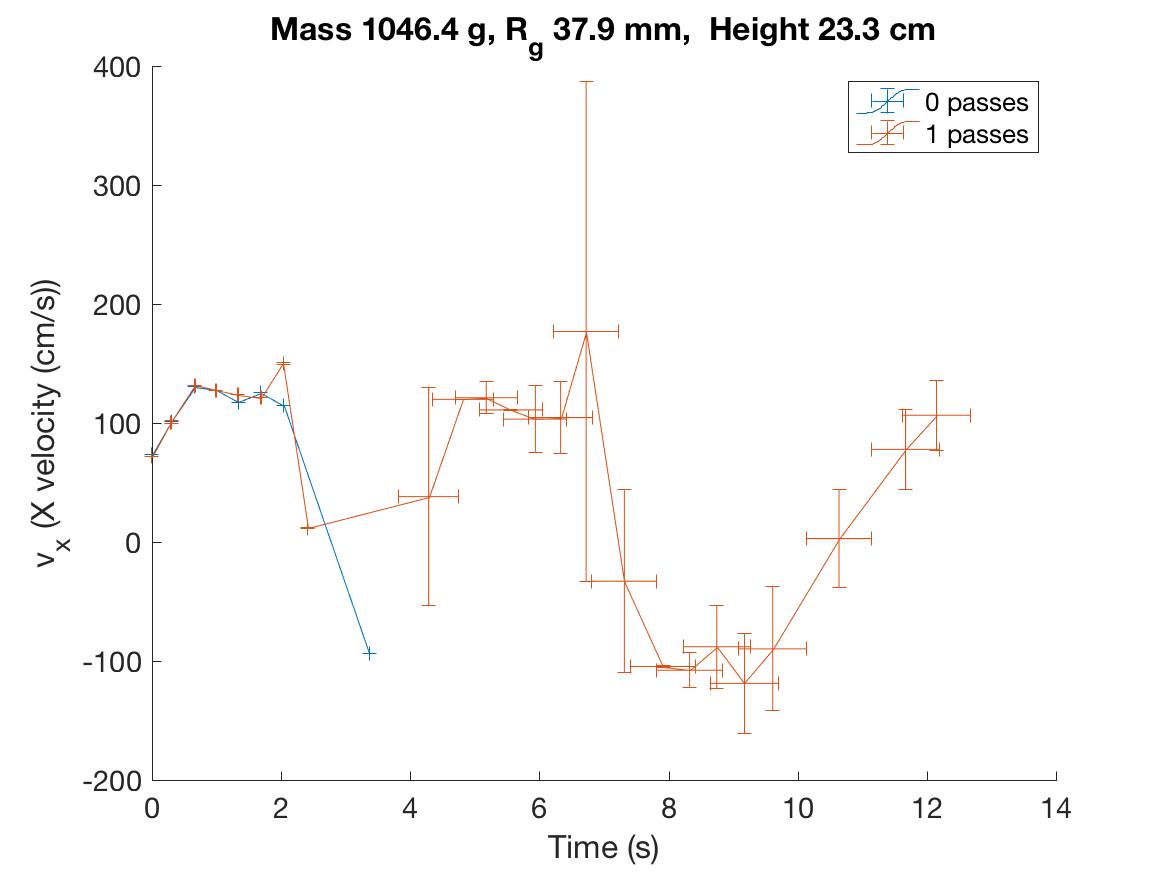 Mass 1046.4 g, Rg 37.9 mm, Height 23.3 cm
0 passes
1 passes
400
300
200
100
0
-100
-200
vx (X velocity (cm/s))
0 2 4 6 8 10 12 14
Time (s)